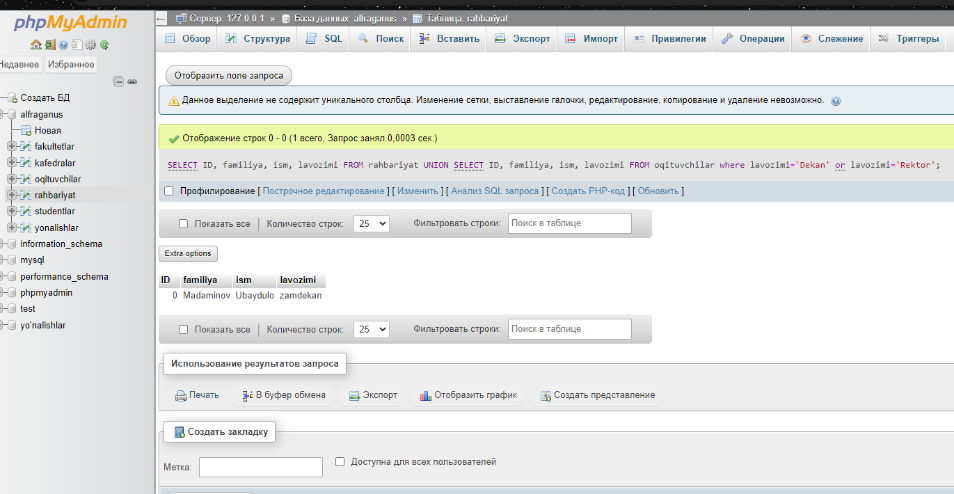 phpMyAdmin
Недавнее Избранное
Создать БД
alfraganus
Новая
fakultetlar
kafedralar
oqituvchilar
rahbariyat
studentlar
yonalishlar
information_schema
mysql
performance_schema
phpmyadmin
test
yo'nalishlar
Сервер: 127.0.0.1 » База данных: alfraganus » Таблица: rahbariyat
Обзор Структура SQL Поиск Вставить Экспорт Импорт Привилегии Операции Слежение Триггеры
Отобразить поле запроса
Данное выделение не содержит уникального столбца. Изменение сетки, выставление галочки, редактирование, копирование и удаление невозможно.
Отображение строк 0 - 0 (1 всего, Запрос занял 0,0003 сек.)
SELECT ID, familiya, ism, lavozimi FROM rahbariyat UNION SELECT ID, familiya, ism, lavozimi FROM oqituvchilar where lavozimi='Dekan' or lavozimi='Rektor';
Профилирование [ Построчное редактирование ] [ Изменить ] [ Анализ SQL запроса ] [ Создать PHP-код ] [ Обновить ]
Показать все | Количество строк: 25 Фильтровать строки: Поиск в таблице
Extra options
ID familiya ism lavozimi
0 Madaminov Ubaydulo zamdekan
Показать все | Количество строк: 25 Фильтровать строки: Поиск в таблице
Использование результатов запроса
Печать В буфер обмена Экспорт Отобразить график Создать представление
Создать закладку
Метка: Доступна для всех пользователей